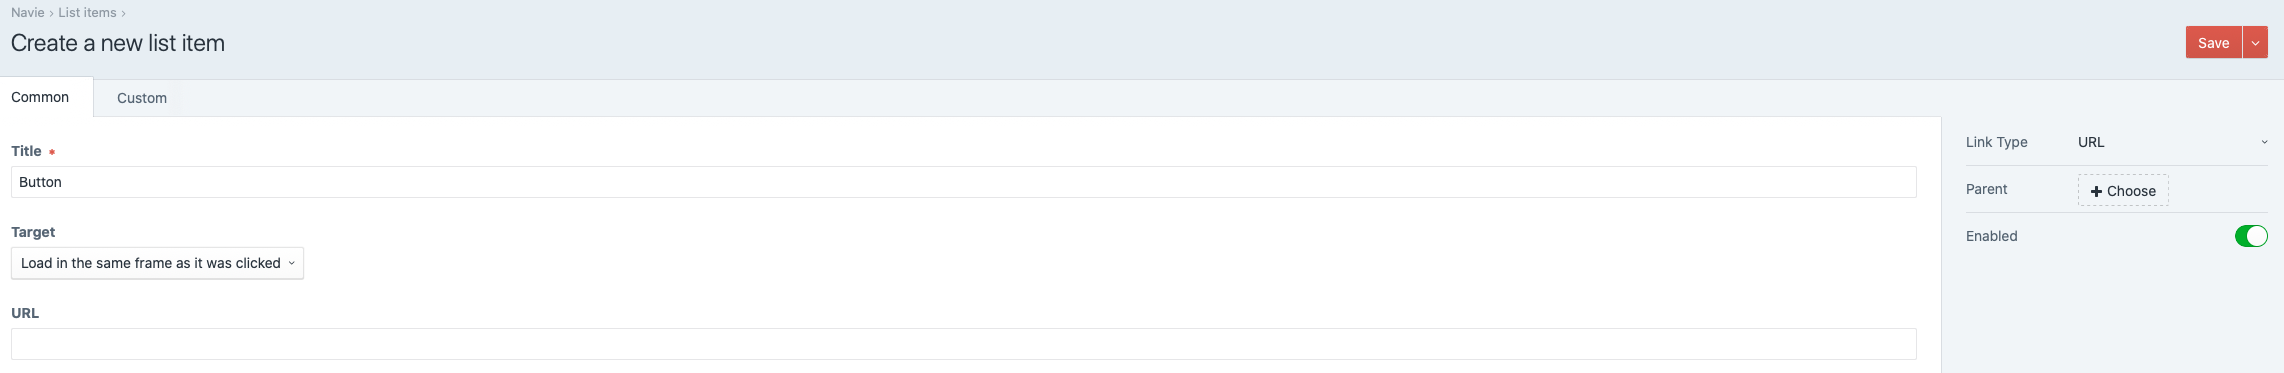 Navie › List items ›
Create a new list item
Save
Common
Custom
Title *
Button
Target
Load in the same frame as it was clicked
URL
Link Type
URL
Parent
Choose
Enabled